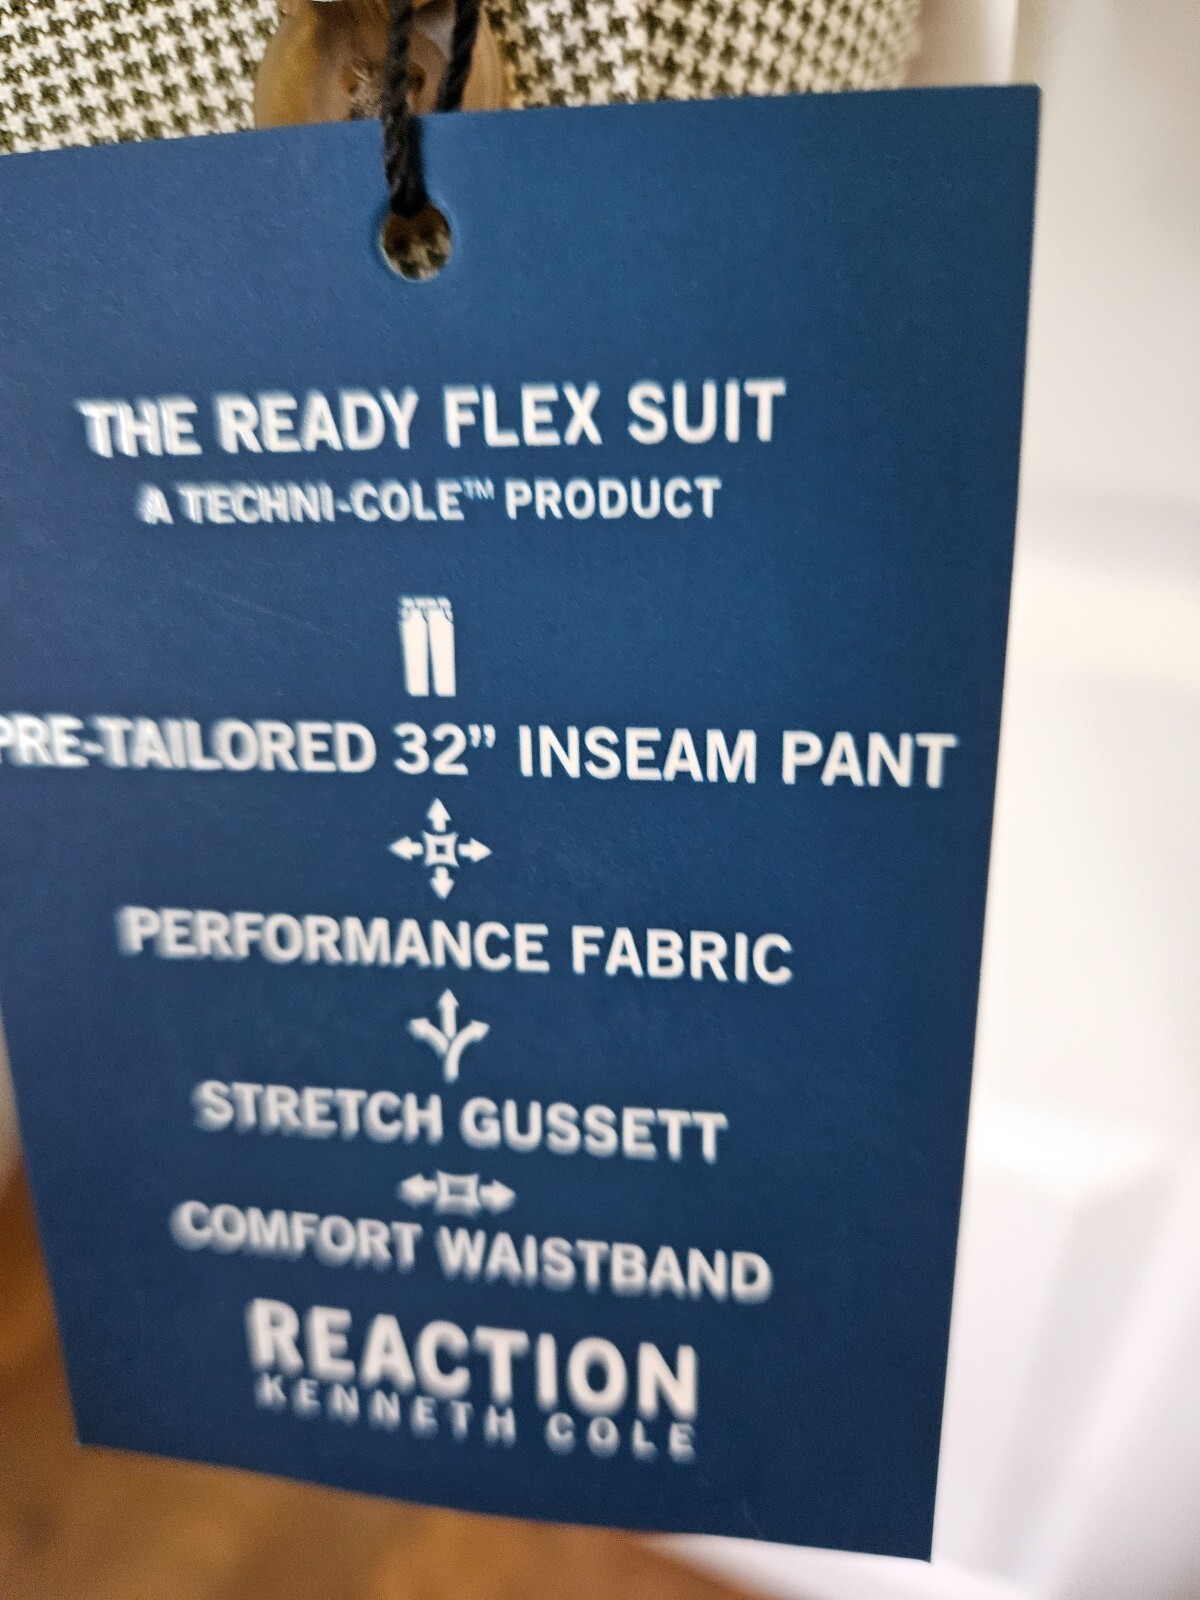 THE READY FLEX SUIT
A TECHNI-COLE™ PRODUCT
PRE-TAILORED 32” INSEAM PANT
PERFORMANCE FABRIC
STRETCH GUSSETT
COMFORT WAISTBAND
REACTION
KENNETH COLE